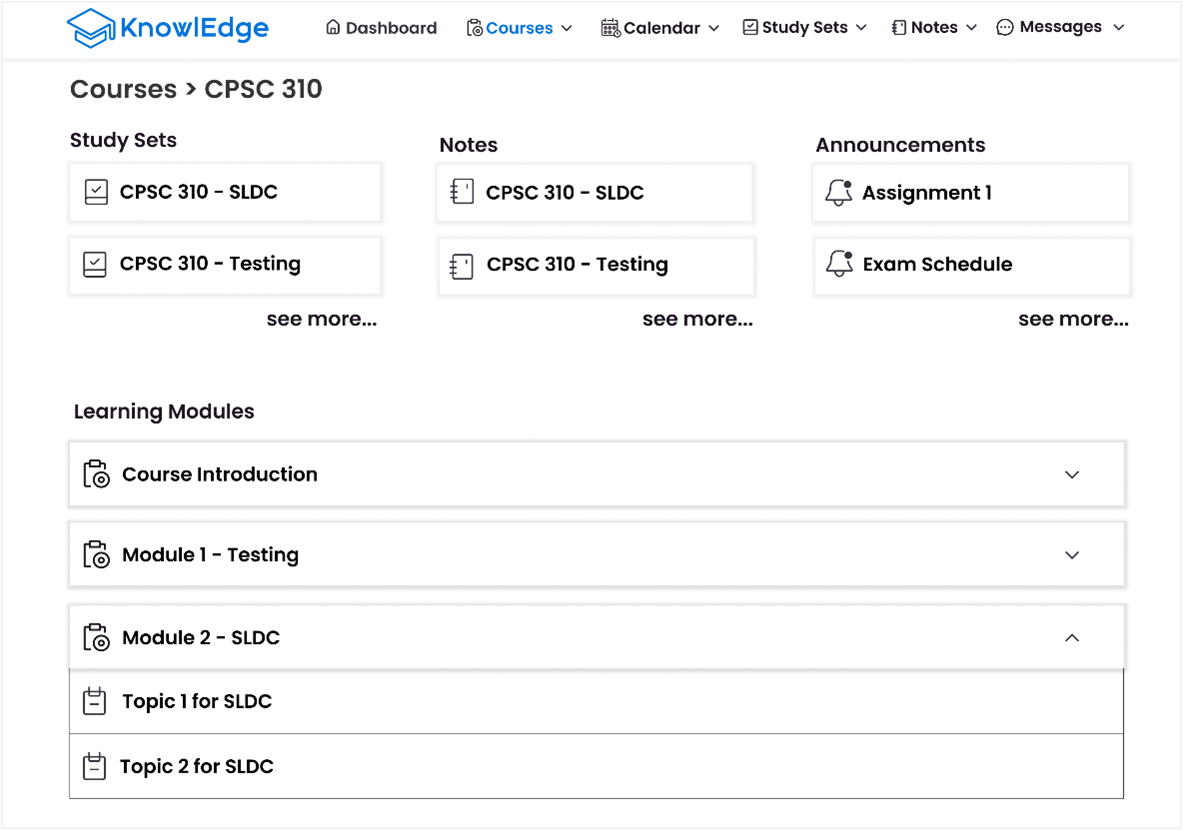 KnowlEdge
Dashboard
Courses
Calendar
Study Sets
Notes
Messages
Courses > CPSC 310
Study Sets
CPSC 310 - SLDC
CPSC 310 - Testing
see more...
Notes
CPSC 310 - SLDC
CPSC 310 - Testing
see more...
Announcements
Assignment 1
Exam Schedule
see more...
Learning Modules
Course Introduction
Module 1 - Testing
Module 2 - SLDC
Topic 1 for SLDC
Topic 2 for SLDC